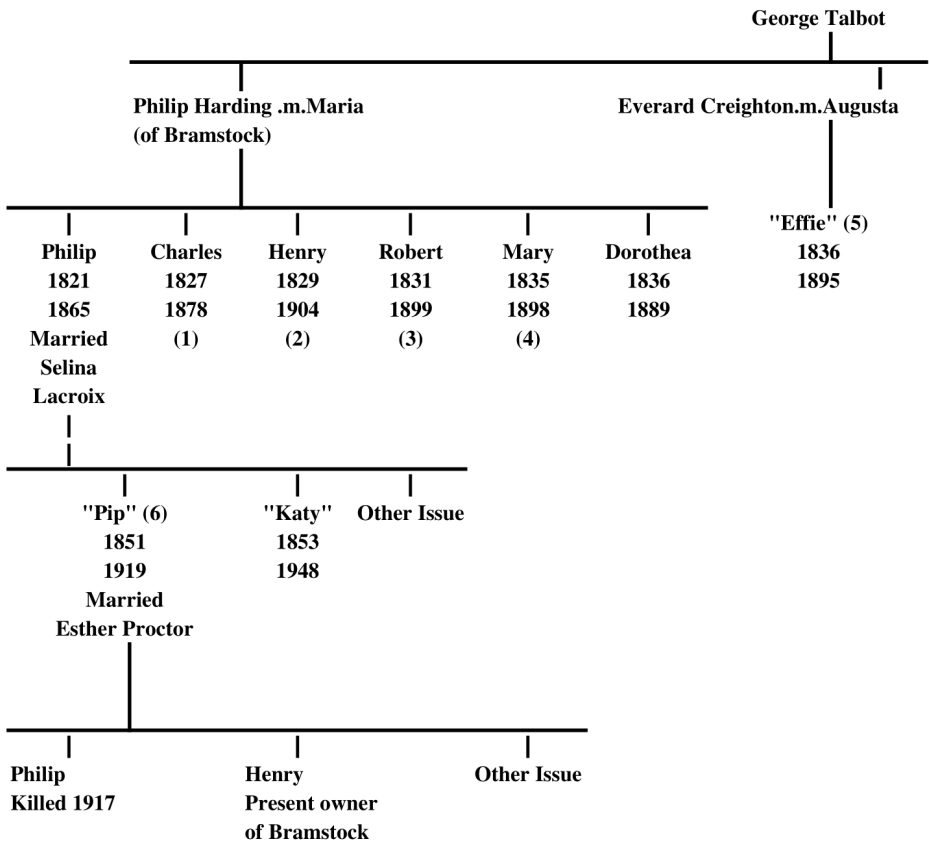 George Talbot
Philip Harding .m.Maria
(of Bramstock)
Everard Creighton.m.Augusta
Philip
1821
1865
Married
Selina
Lacroix
Charles
1827
1878
(1)
Henry
1829
1904
(2)
Robert
1831
1899
(3)
Mary
1835
1898
(4)
Dorothea
1836
1889
"Effie" (5)
1836
1895
"Pip" (6)
1851
1919
Married
Esther Proctor
"Katy"
1853
1948
Other Issue
Philip
Killed 1917
Henry
Present owner
of Bramstock
Other Issue